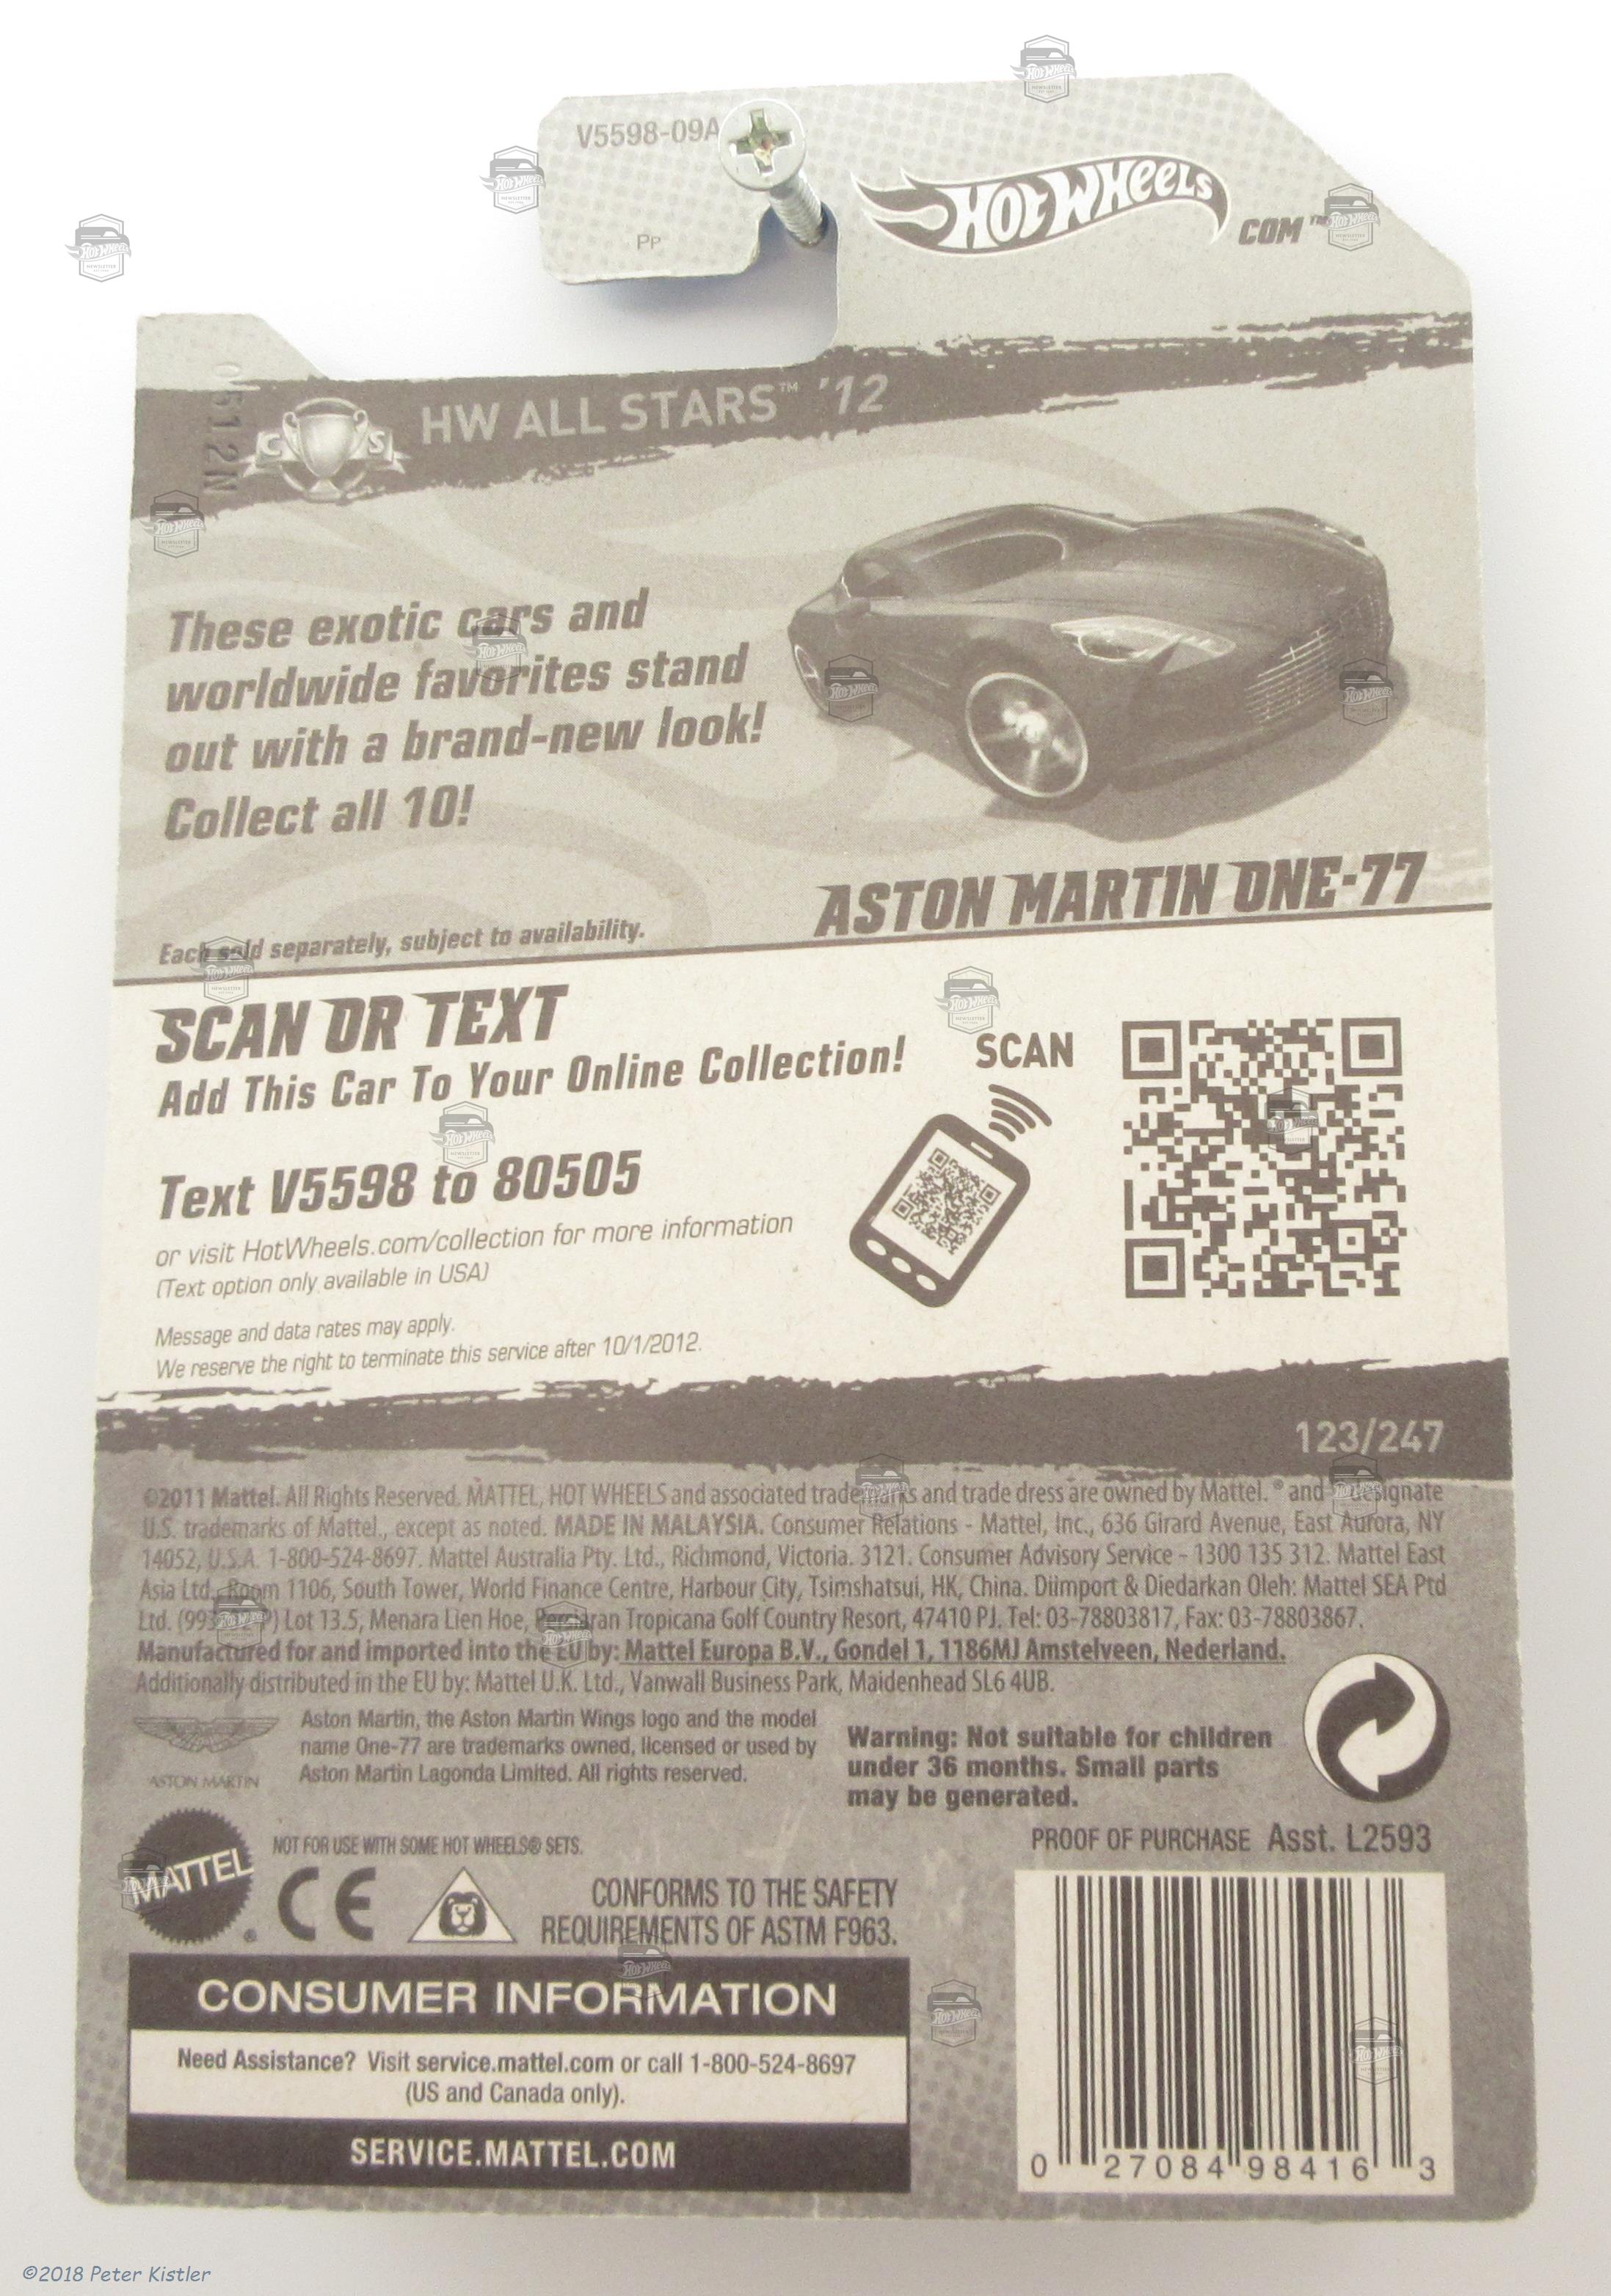 V5598-09A
PP
HOT WHEELS
.COM™
0512N
CS
HW ALL STARS™ '12
These exotic cars and
worldwide favorites stand
out with a brand-new look!
Collect all 10!
ASTON MARTIN ONE-77
Each sold separately, subject to availability.
SCAN OR TEXT
Add This Car To Your Online Collection!
SCAN
Text V5598 to 80505
or visit HotWheels.com/collection for more information
(Text option only available in USA)
Message and data rates may apply.
We reserve the right to terminate this service after 10/1/2012.
123/247
©2011 Mattel. All Rights Reserved. MATTEL, HOT WHEELS and associated trademarks and trade dress are owned by Mattel. ® and designate
U.S. trademarks of Mattel., except as noted. MADE IN MALAYSIA. Consumer Relations - Mattel, Inc., 636 Girard Avenue, East Aurora, NY
14052, U.S.A. 1-800-524-8697. Mattel Australia Pty. Ltd., Richmond, Victoria. 3121. Consumer Advisory Service - 1300 135 312. Mattel East
Asia Ltd., Room 1106, South Tower, World Finance Centre, Harbour City, Tsimshatsui, HK, China. Diimport & Diedarkan Oleh: Mattel SEA Ptd
Ltd. Lot 13.5, Menara Lien Hoe, Persiaran Tropicana Golf Country Resort, 47410 PJ. Tel: 03-78803817, Fax: 03-78803867.
Manufactured for and imported into the EU by: Mattel Europa B.V., Gondel 1, 1186MJ Amstelveen, Nederland.
Additionally distributed in the EU by: Mattel U.K. Ltd., Vanwall Business Park, Maidenhead SL6 4UB.
Aston Martin, the Aston Martin Wings logo and the model
name One-77 are trademarks owned, licensed or used by
Aston Martin Lagonda Limited. All rights reserved.
ASTON MARTIN
Warning: Not suitable for children
under 36 months. Small parts
may be generated.
PROOF OF PURCHASE Asst. L2593
MATTEL®
NOT FOR USE WITH SOME HOT WHEELS® SETS.
CE
CONFORMS TO THE SAFETY
REQUIREMENTS OF ASTM F963.
CONSUMER INFORMATION
Need Assistance? Visit service.mattel.com or call 1-800-524-8697
(US and Canada only).
SERVICE.MATTEL.COM
0 27084 98416 3
©2018 Peter Kistler